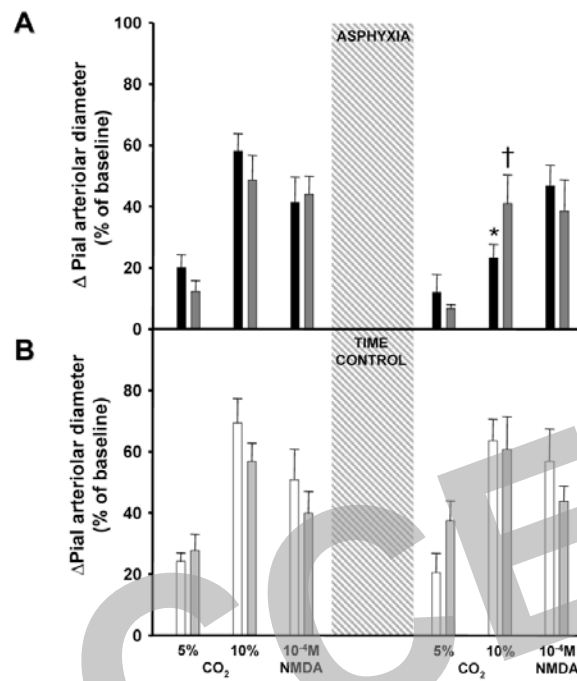 A
ASPHYXIA
Δ Pial arteriolar diameter
(% of baseline)
100
80
60
40
20
0
*
†
B
TIME
CONTROL
ΔPial arteriolar diameter
(% of baseline)
80
60
40
20
0
5% 10% 10⁻⁴M 5% 10% 10⁻⁴M
CO₂ NMDA CO₂ NMDA
CCE